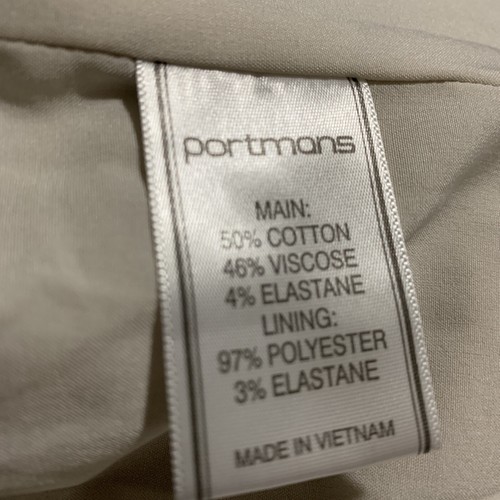 portmans
MAIN:
50% COTTON
46% VISCOSE
4% ELASTANE
LINING:
97% POLYESTER
3% ELASTANE
MADE IN VIETNAM